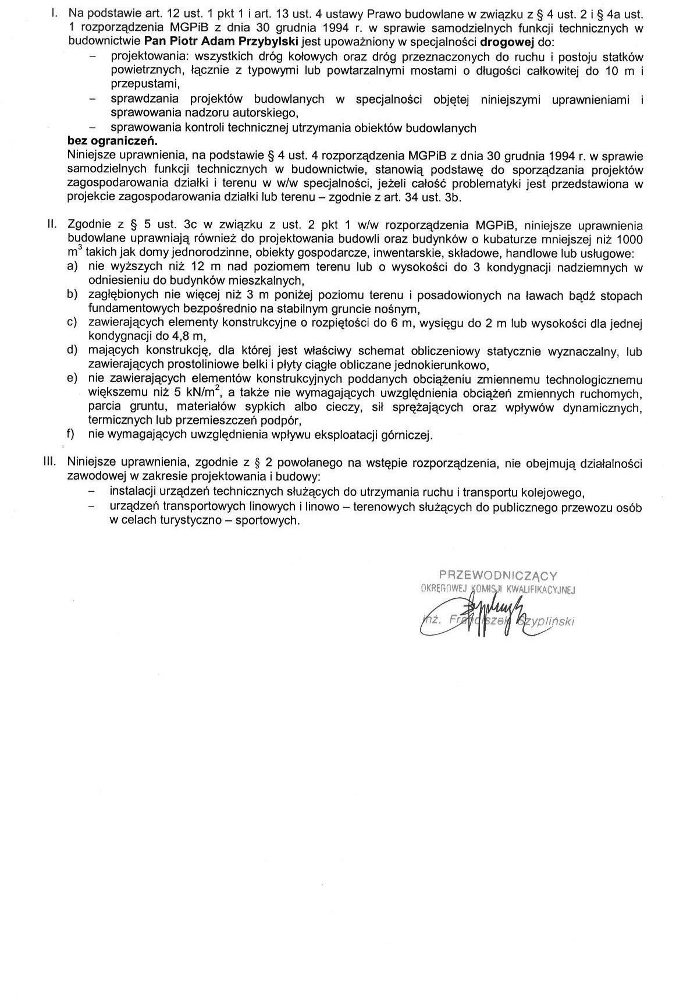 I. Na podstawie art. 12 ust. 1 pkt 1 i art. 13 ust. 4 ustawy Prawo budowlane w związku z § 4 ust. 2 i § 4a ust.
1 rozporządzenia MGPiB z dnia 30 grudnia 1994 r. w sprawie samodzielnych funkcji technicznych w
budownictwie Pan Piotr Adam Przybylski jest upoważniony w specjalności drogowej do:
– projektowania: wszystkich dróg kołowych oraz dróg przeznaczonych do ruchu i postoju statków
powietrznych, łącznie z typowymi lub powtarzalnymi mostami o długości całkowitej do 10 m i
przepustami,
– sprawdzania projektów budowlanych w specjalności objętej niniejszymi uprawnieniami i
sprawowania nadzoru autorskiego,
– sprawowania kontroli technicznej utrzymania obiektów budowlanych
bez ograniczeń.
Niniejsze uprawnienia, na podstawie § 4 ust. 4 rozporządzenia MGPiB z dnia 30 grudnia 1994 r. w sprawie
samodzielnych funkcji technicznych w budownictwie, stanowią podstawę do sporządzania projektów
zagospodarowania działki i terenu w w/w specjalności, jeżeli całość problematyki jest przedstawiona w
projekcie zagospodarowania działki lub terenu – zgodnie z art. 34 ust. 3b.
II. Zgodnie z § 5 ust. 3c w związku z ust. 2 pkt 1 w/w rozporządzenia MGPiB, niniejsze uprawnienia
budowlane uprawniają również do projektowania budowli oraz budynków o kubaturze mniejszej niż 1000
m³ takich jak domy jednorodzinne, obiekty gospodarcze, inwentarskie, składowe, handlowe lub usługowe:
a) nie wyższych niż 12 m nad poziomem terenu lub o wysokości do 3 kondygnacji nadziemnych w
odniesieniu do budynków mieszkalnych,
b) zagłębionych nie więcej niż 3 m poniżej poziomu terenu i posadowionych na ławach bądź stopach
fundamentowych bezpośrednio na stabilnym gruncie nośnym,
c) zawierających elementy konstrukcyjne o rozpiętości do 6 m, wysięgu do 2 m lub wysokości dla jednej
kondygnacji do 4,8 m,
d) mających konstrukcję, dla której jest właściwy schemat obliczeniowy statycznie wyznaczalny, lub
zawierających prostoliniowe belki i płyty ciągłe obliczane jednokierunkowo,
e) nie zawierających elementów konstrukcyjnych poddanych obciążeniu zmiennemu technologicznemu
większemu niż 5 kN/m², a także nie wymagających uwzględnienia obciążeń zmiennych ruchomych,
parcia gruntu, materiałów sypkich albo cieczy, sił sprężających oraz wpływów dynamicznych,
termicznych lub przemieszczeń podpór,
f) nie wymagających uwzględnienia wpływu eksploatacji górniczej.
III. Niniejsze uprawnienia, zgodnie z § 2 powołanego na wstępie rozporządzenia, nie obejmują działalności
zawodowej w zakresie projektowania i budowy:
– instalacji urządzeń technicznych służących do utrzymania ruchu i transportu kolejowego,
– urządzeń transportowych linowych i linowo – terenowych służących do publicznego przewozu osób
w celach turystyczno – sportowych.
PRZEWODNICZĄCY
OKRĘGOWEJ KOMISJI KWALIFIKACYJNEJ
inż. Franciszek Szypliński